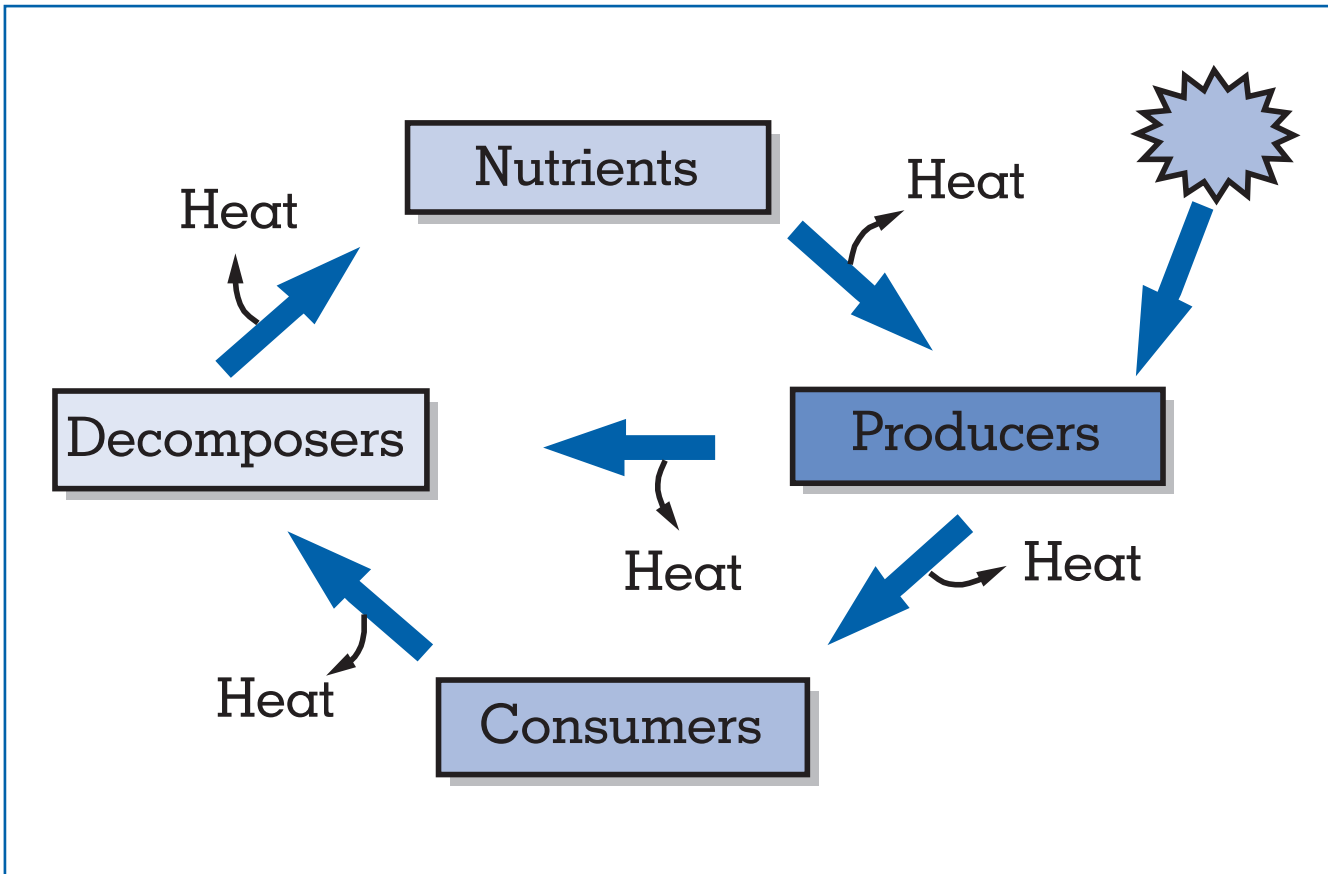 Nutrients
Heat
Heat
Decomposers
Producers
Heat
Heat
Heat
Consumers